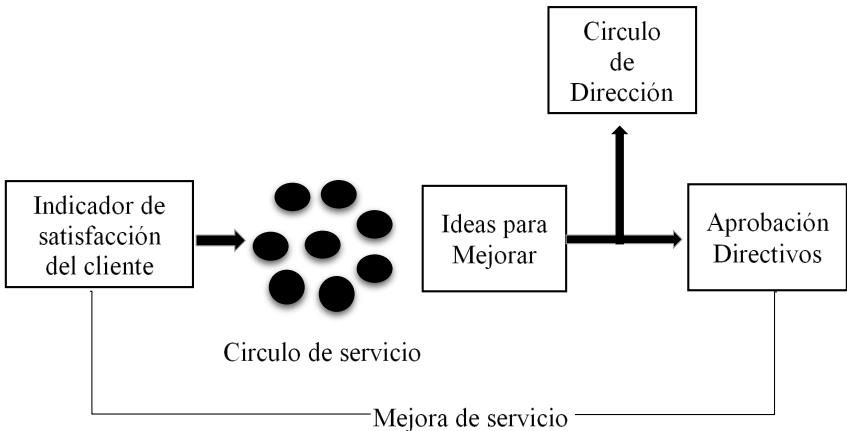 Circulo
de
Dirección
Indicador de
satisfacción
del cliente
Ideas para
Mejorar
Aprobación
Directivos
Circulo de servicio
Mejora de servicio